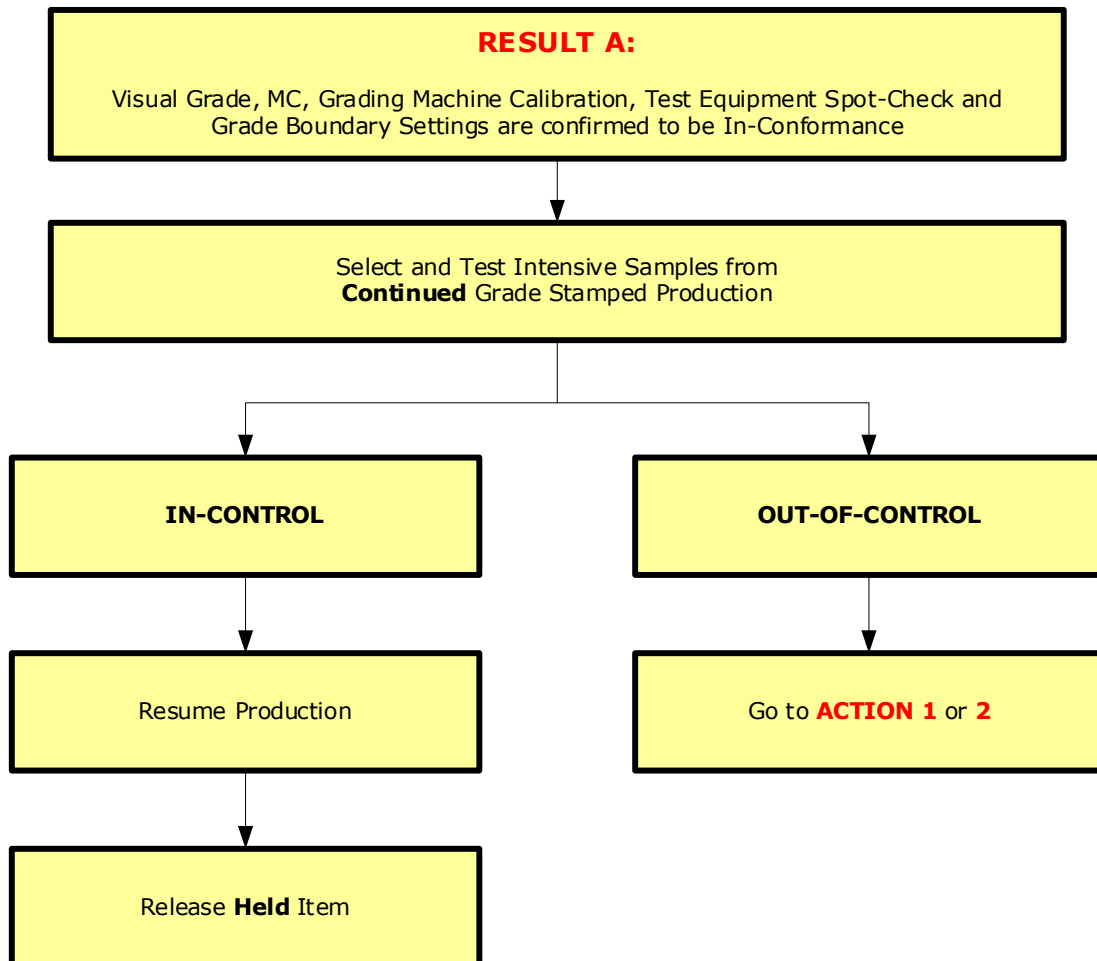 RESULT A:
Visual Grade, MC, Grading Machine Calibration, Test Equipment Spot-Check and
Grade Boundary Settings are confirmed to be In-Conformance
Select and Test Intensive Samples from
Continued Grade Stamped Production
IN-CONTROL
OUT-OF-CONTROL
Resume Production
Go to ACTION 1 or 2
Release Held Item